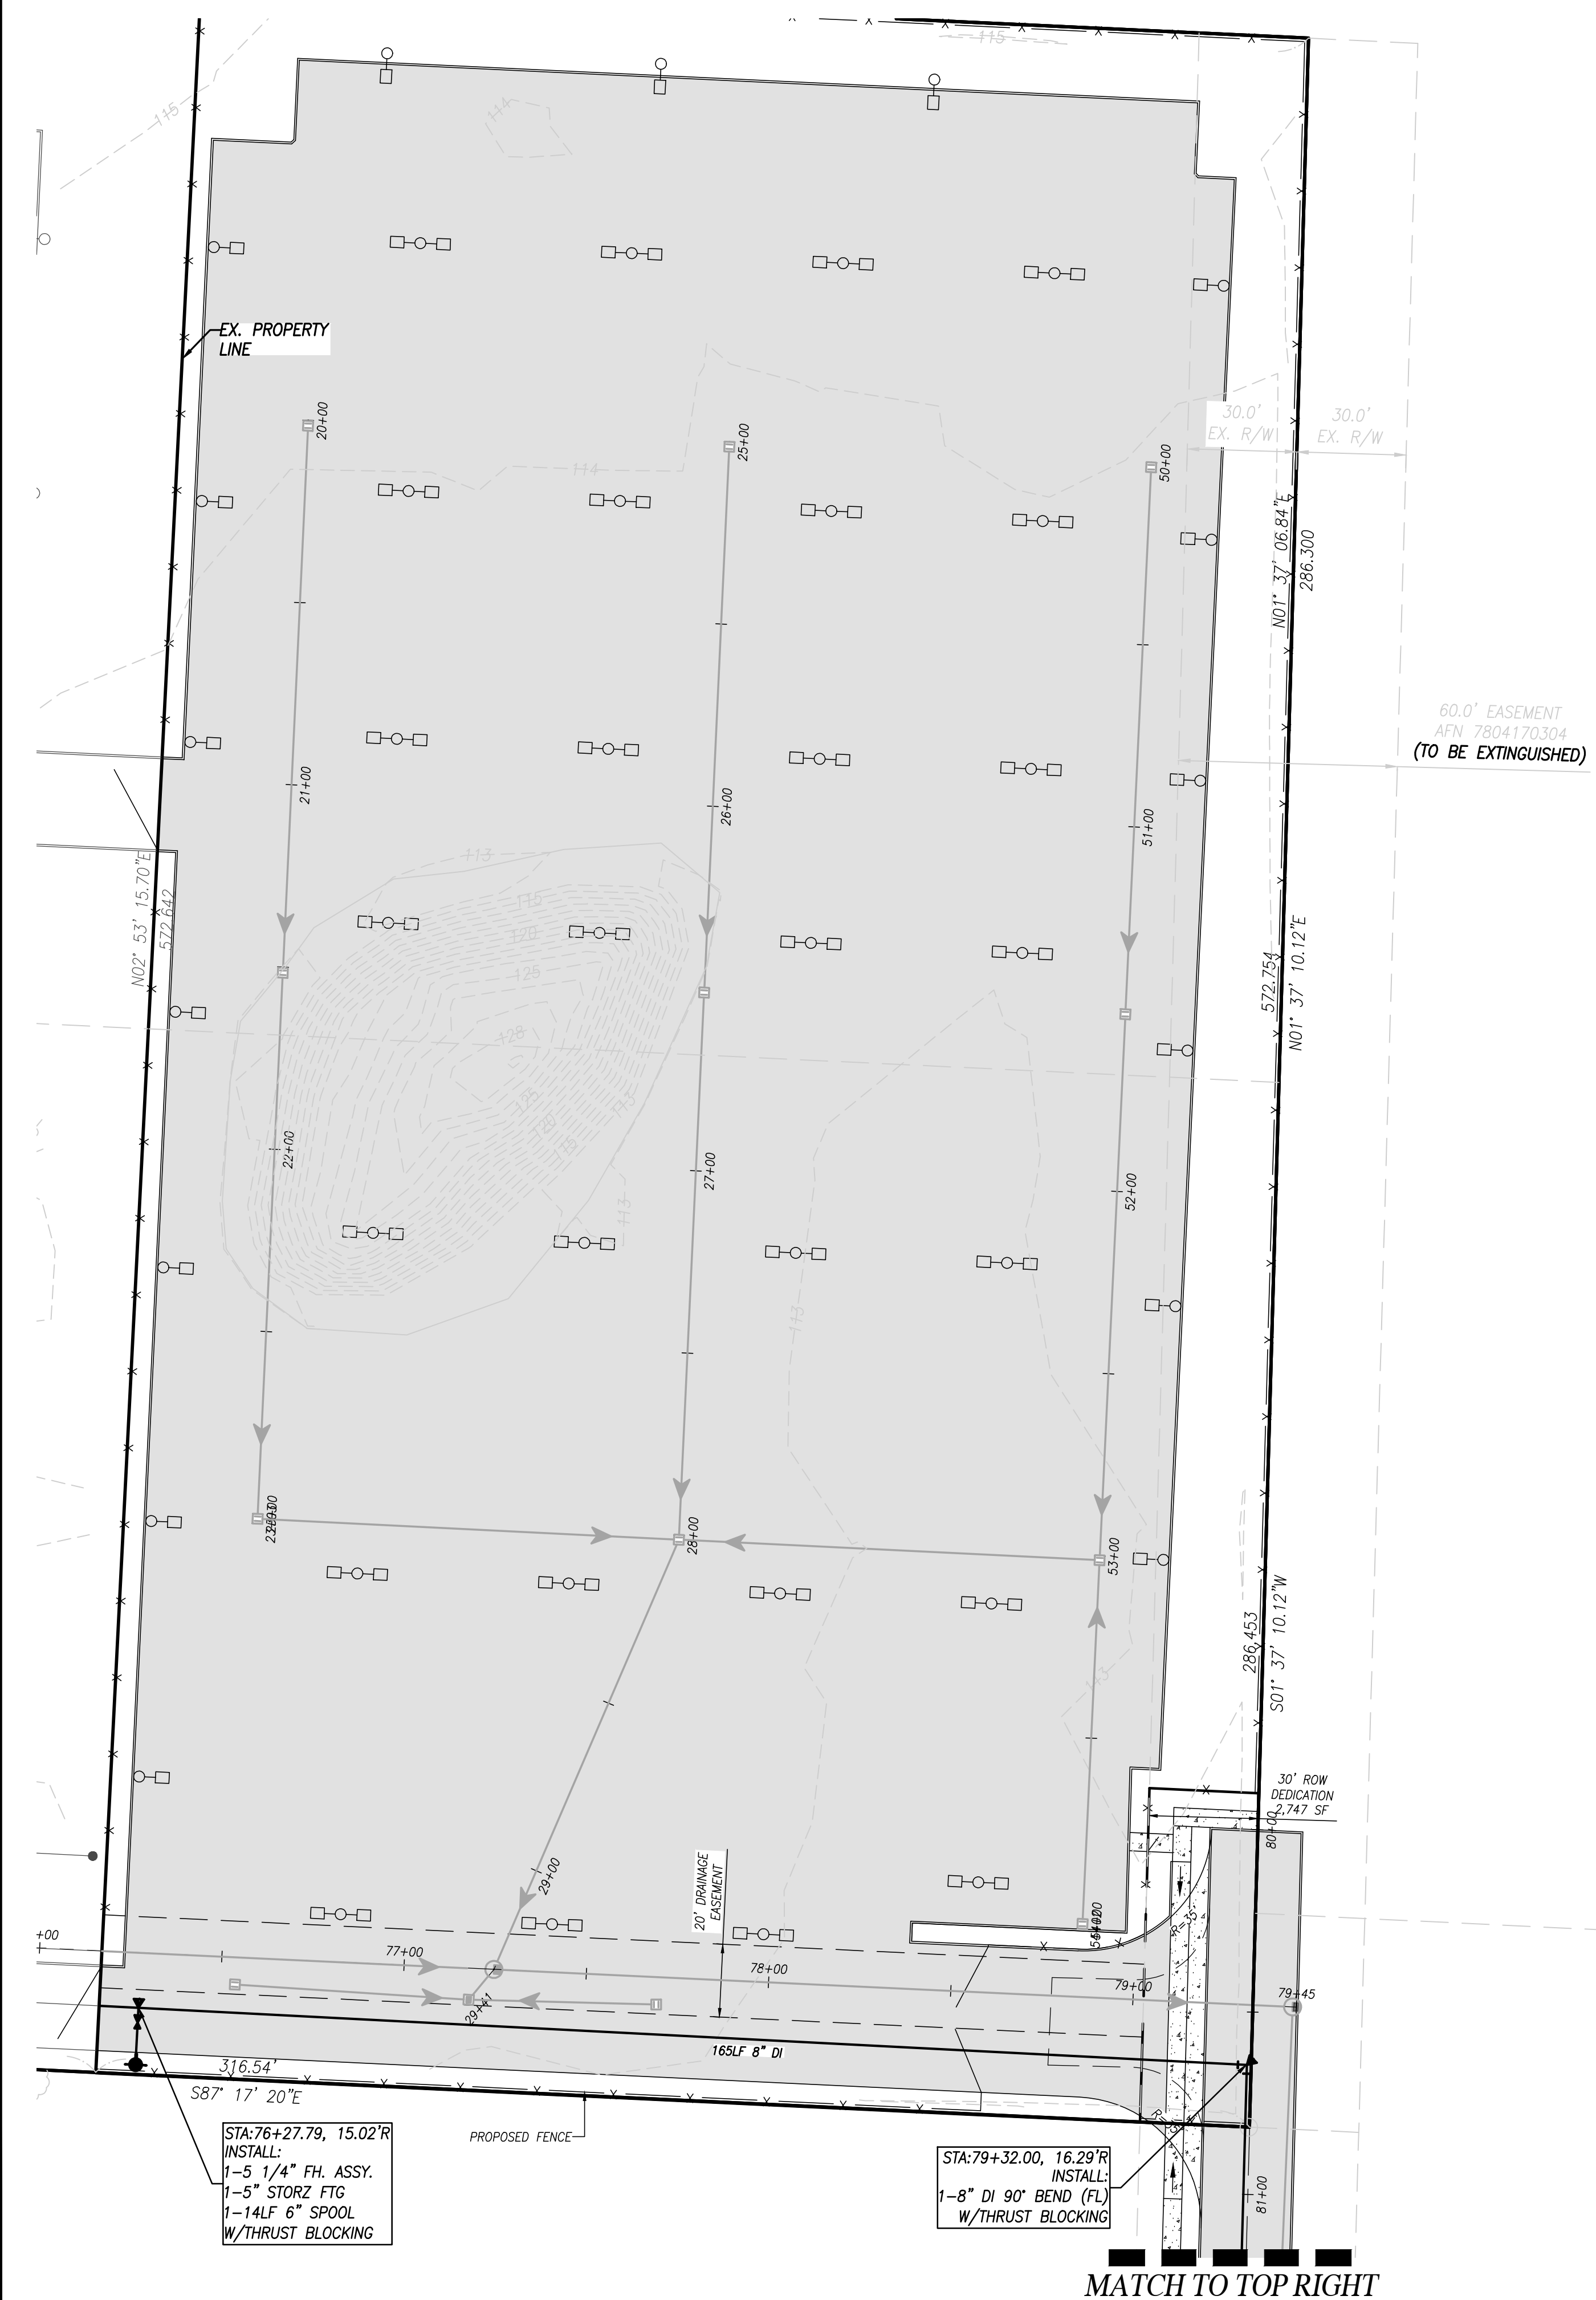 115
115
114
EX. PROPERTY
LINE
30.0'
EX. R/W
30.0'
EX. R/W
20+00
25+00
50+00
114
N01° 37' 06.84"E
286.300
60.0' EASEMENT
AFN 7804170304
(TO BE EXTINGUISHED)
21+00
26+00
51+00
113
N02° 53' 15.70"E
572.642
115
120
125
128
125
120
115
113
572.754
N01° 37' 10.12"E
22+00
27+00
52+00
113
113
28+00
53+00
286.453
S01° 37' 10.12"W
113
30' ROW
DEDICATION
2,747 SF
80+00
29+00
20' DRAINAGE
EASEMENT
R=35'
+00
77+00
78+00
79+00
79+45
29+41
165LF 8" DI
316.54'
S87° 17' 20"E
PROPOSED FENCE
STA:76+27.79, 15.02'R
INSTALL:
1-5 1/4" FH. ASSY.
1-5" STORZ FTG
1-14LF 6" SPOOL
W/THRUST BLOCKING
STA:79+32.00, 16.29'R
INSTALL:
1-8" DI 90° BEND (FL)
W/THRUST BLOCKING
81+00
MATCH TO TOP RIGHT